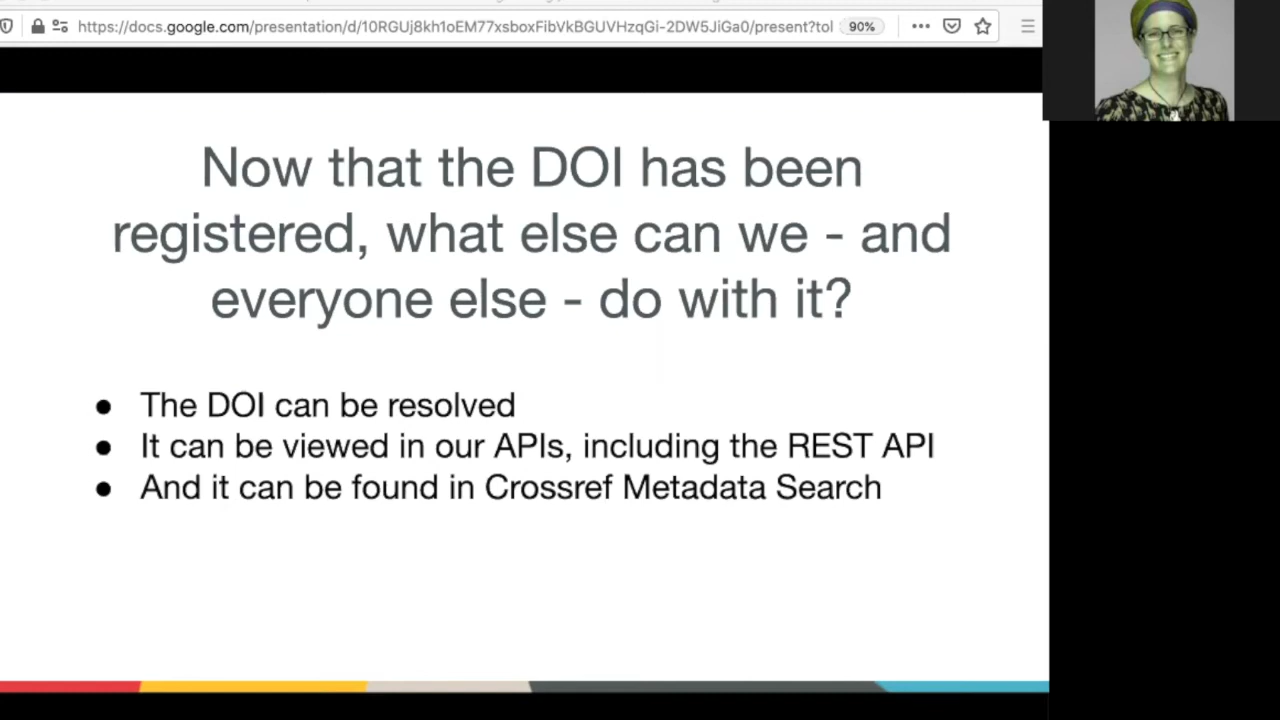 https://docs.google.com/presentation/d/10RGUj8kh1oEM77xsboxFibVkBGUVHzqGi-2DW5JiGa0/present?tol
90%
Now that the DOI has been
registered, what else can we - and
everyone else - do with it?
● The DOI can be resolved
● It can be viewed in our APIs, including the REST API
● And it can be found in Crossref Metadata Search